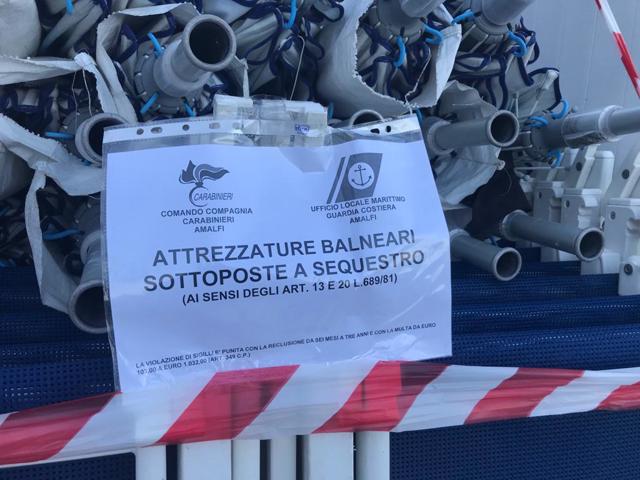 CARABINIERI
COMANDO COMPAGNIA
CARABINIERI
AMALFI
UFFICIO LOCALE MARITTIMO
GUARDIA COSTIERA
AMALFI
ATTREZZATURE BALNEARI
SOTTOPOSTE A SEQUESTRO
(AI SENSI DEGLI ART. 13 E 20 L.689/81)
LA VIOLAZIONE DI SIGILLI E' PUNITA CON LA RECLUSIONE DA SEI MESI A TRE ANNI E CON LA MULTA DA EURO
103,00 A EURO 1.032,00 (ART. 349 C.P.)